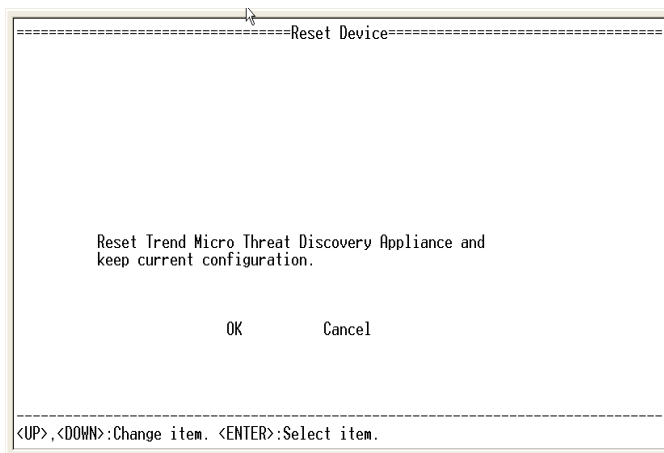 ==================================Reset Device==================================
Reset Trend Micro Threat Discovery Appliance and
keep current configuration.
OK Cancel
--------------------------------------------------------------------------------
<UP>,<DOWN>:Change item. <ENTER>:Select item.